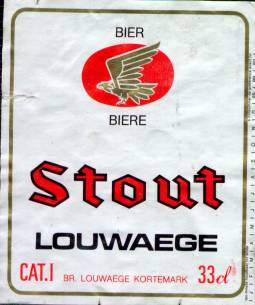 BIER
BIERE
Stout
LOUWAEGE
CAT.I BR. LOUWAEGE KORTEMARK 33cl